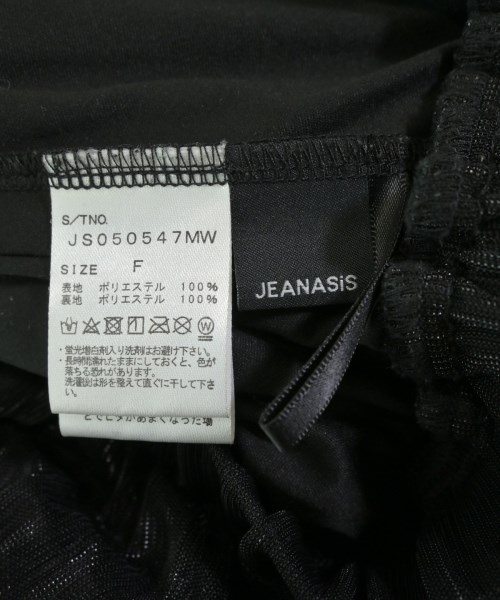 S/TNO.
JS050547MW
SIZE F
表地 ポリエステル 100%
裏地 ポリエステル 100%
JEANASiS
・蛍光増白剤入り洗剤はお避け下さい。
・長時間濡れたままにしておくと、色が
落ちる恐れがあります。
洗濯後は形を整えて直ぐに干して下さ
い。